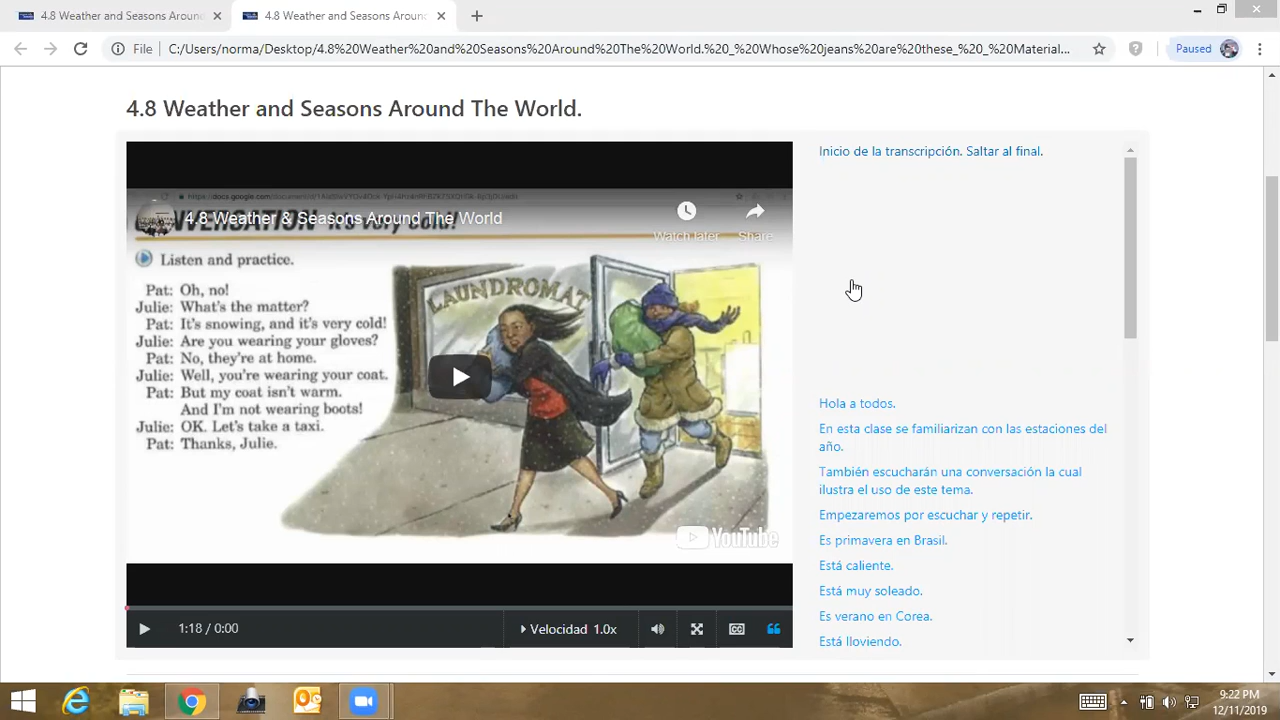 4.8 Weather and Seasons Around
4.8 Weather and Seasons Around
File
C:/Users/norma/Desktop/4.8%20Weather%20and%20Seasons%20Around%20The%20World.%20_%20Whose%20jeans%20are%20these_%20_%20Material...
Paused
4.8 Weather and Seasons Around The World.
4.8 Weather & Seasons Around The World
Watch later
Share
Listen and practice.
Pat: Oh, no!
Julie: What's the matter?
Pat: It's snowing, and it's very cold!
Julie: Are you wearing your gloves?
Pat: No, they're at home.
Julie: Well, you're wearing your coat.
Pat: But my coat isn't warm.
And I'm not wearing boots!
Julie: OK. Let's take a taxi.
Pat: Thanks, Julie.
LAUNDROMAT
YouTube
1:18 / 0:00
Velocidad 1.0x
Inicio de la transcripción. Saltar al final.
Hola a todos.
En esta clase se familiarizan con las estaciones del
año.
También escucharán una conversación la cual
ilustra el uso de este tema.
Empezaremos por escuchar y repetir.
Es primavera en Brasil.
Está caliente.
Está muy soleado.
Es verano en Corea.
Está lloviendo.
9:22 PM
12/11/2019